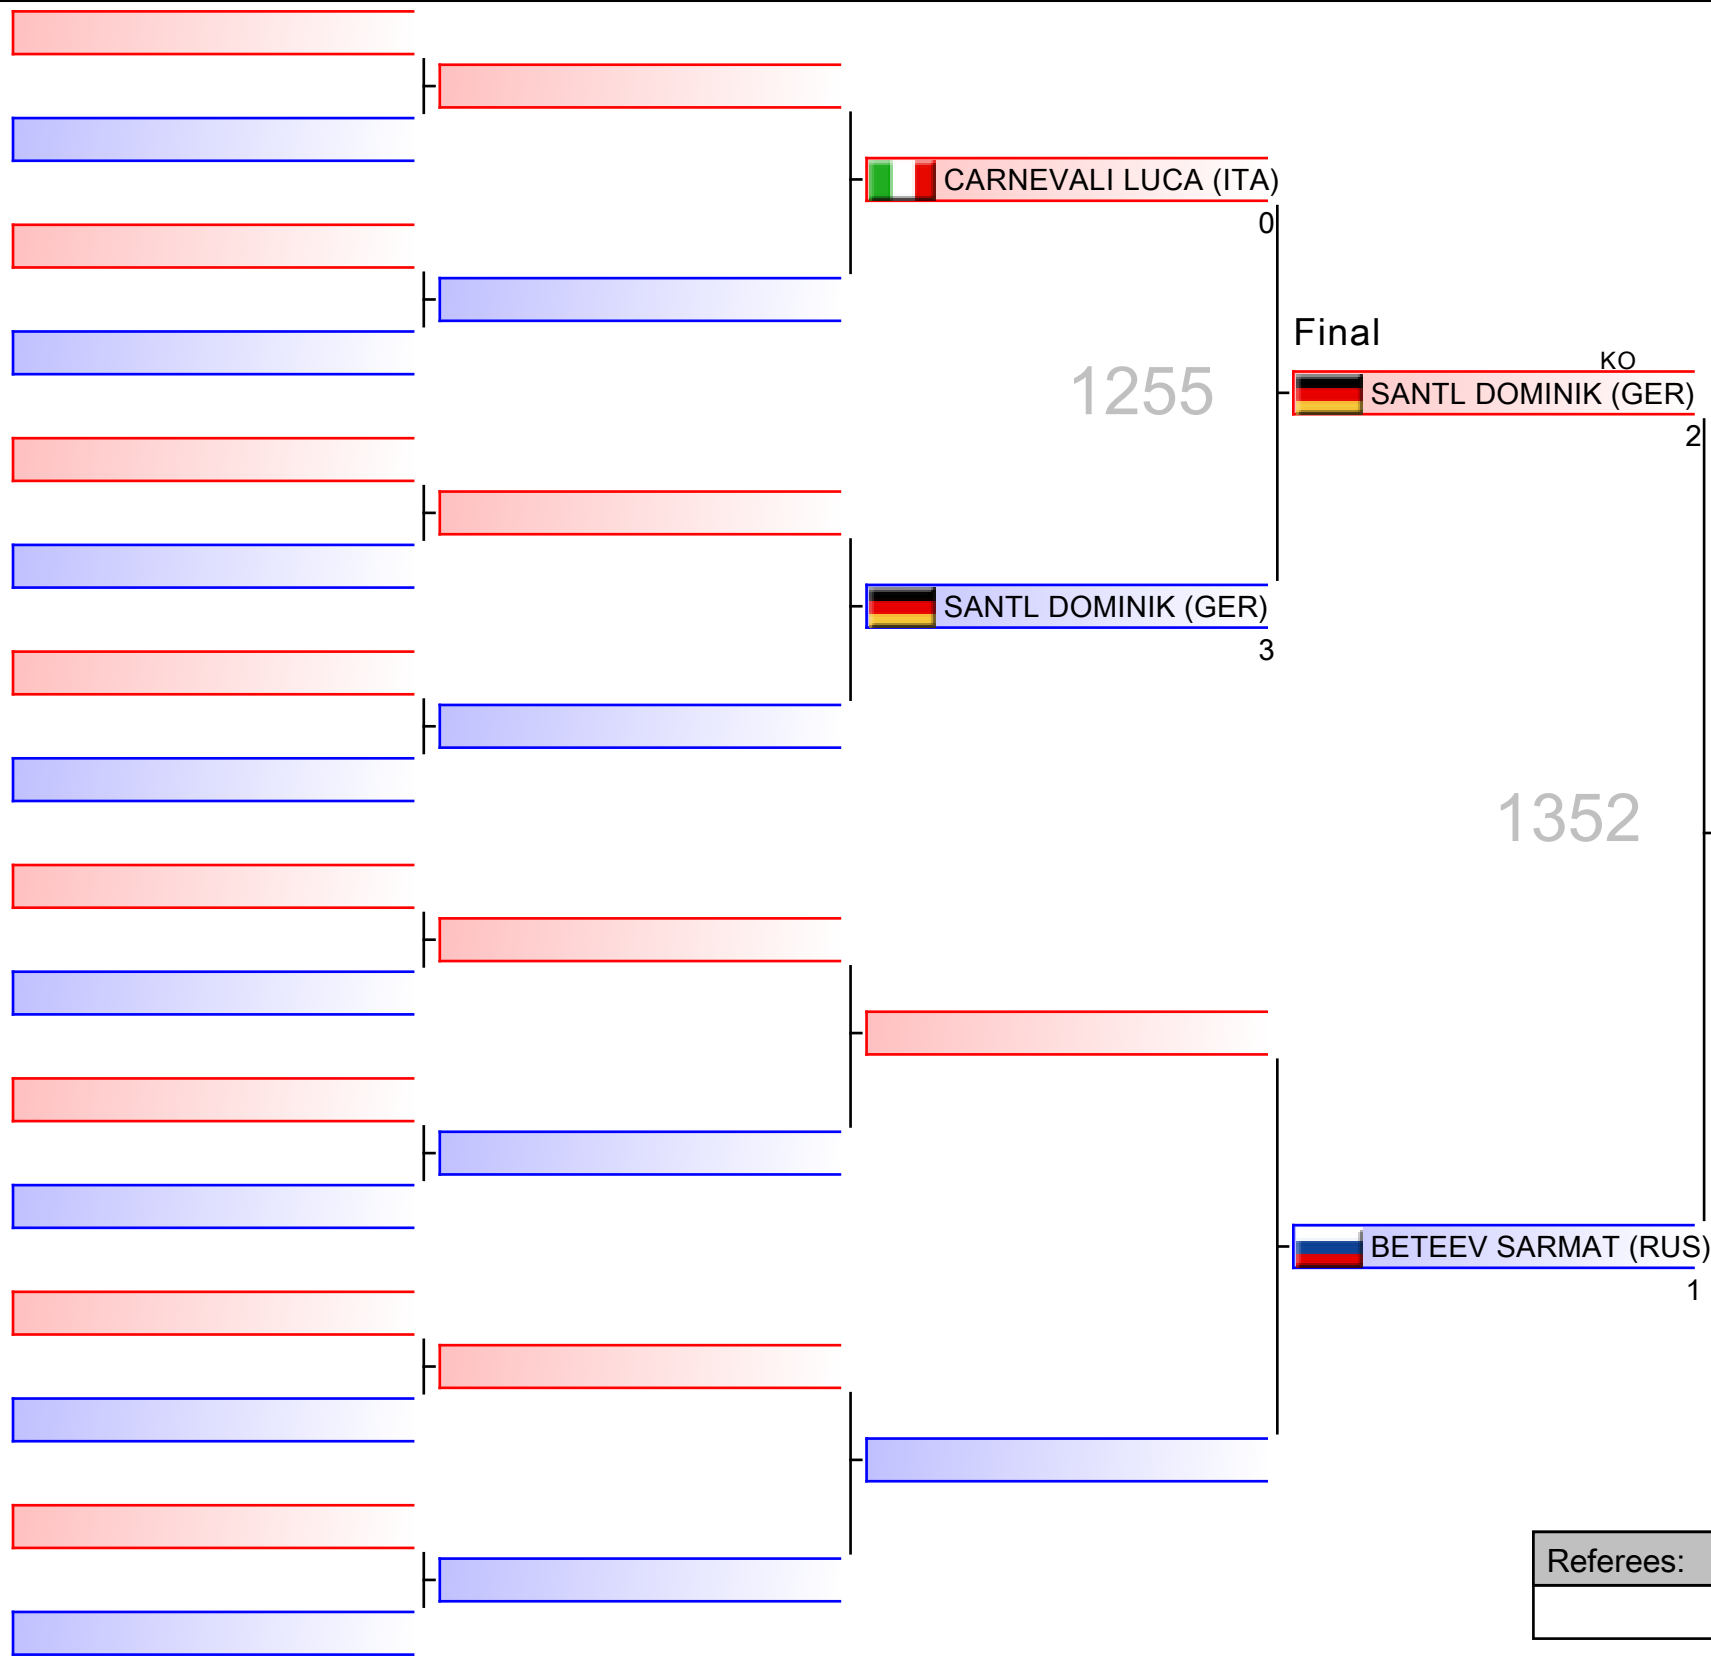 CARNEVALI LUCA (ITA)
0
Final
KO
1255
SANTL DOMINIK (GER)
2
SANTL DOMINIK (GER)
3
1352
BETEEV SARMAT (RUS)
1
Referees: